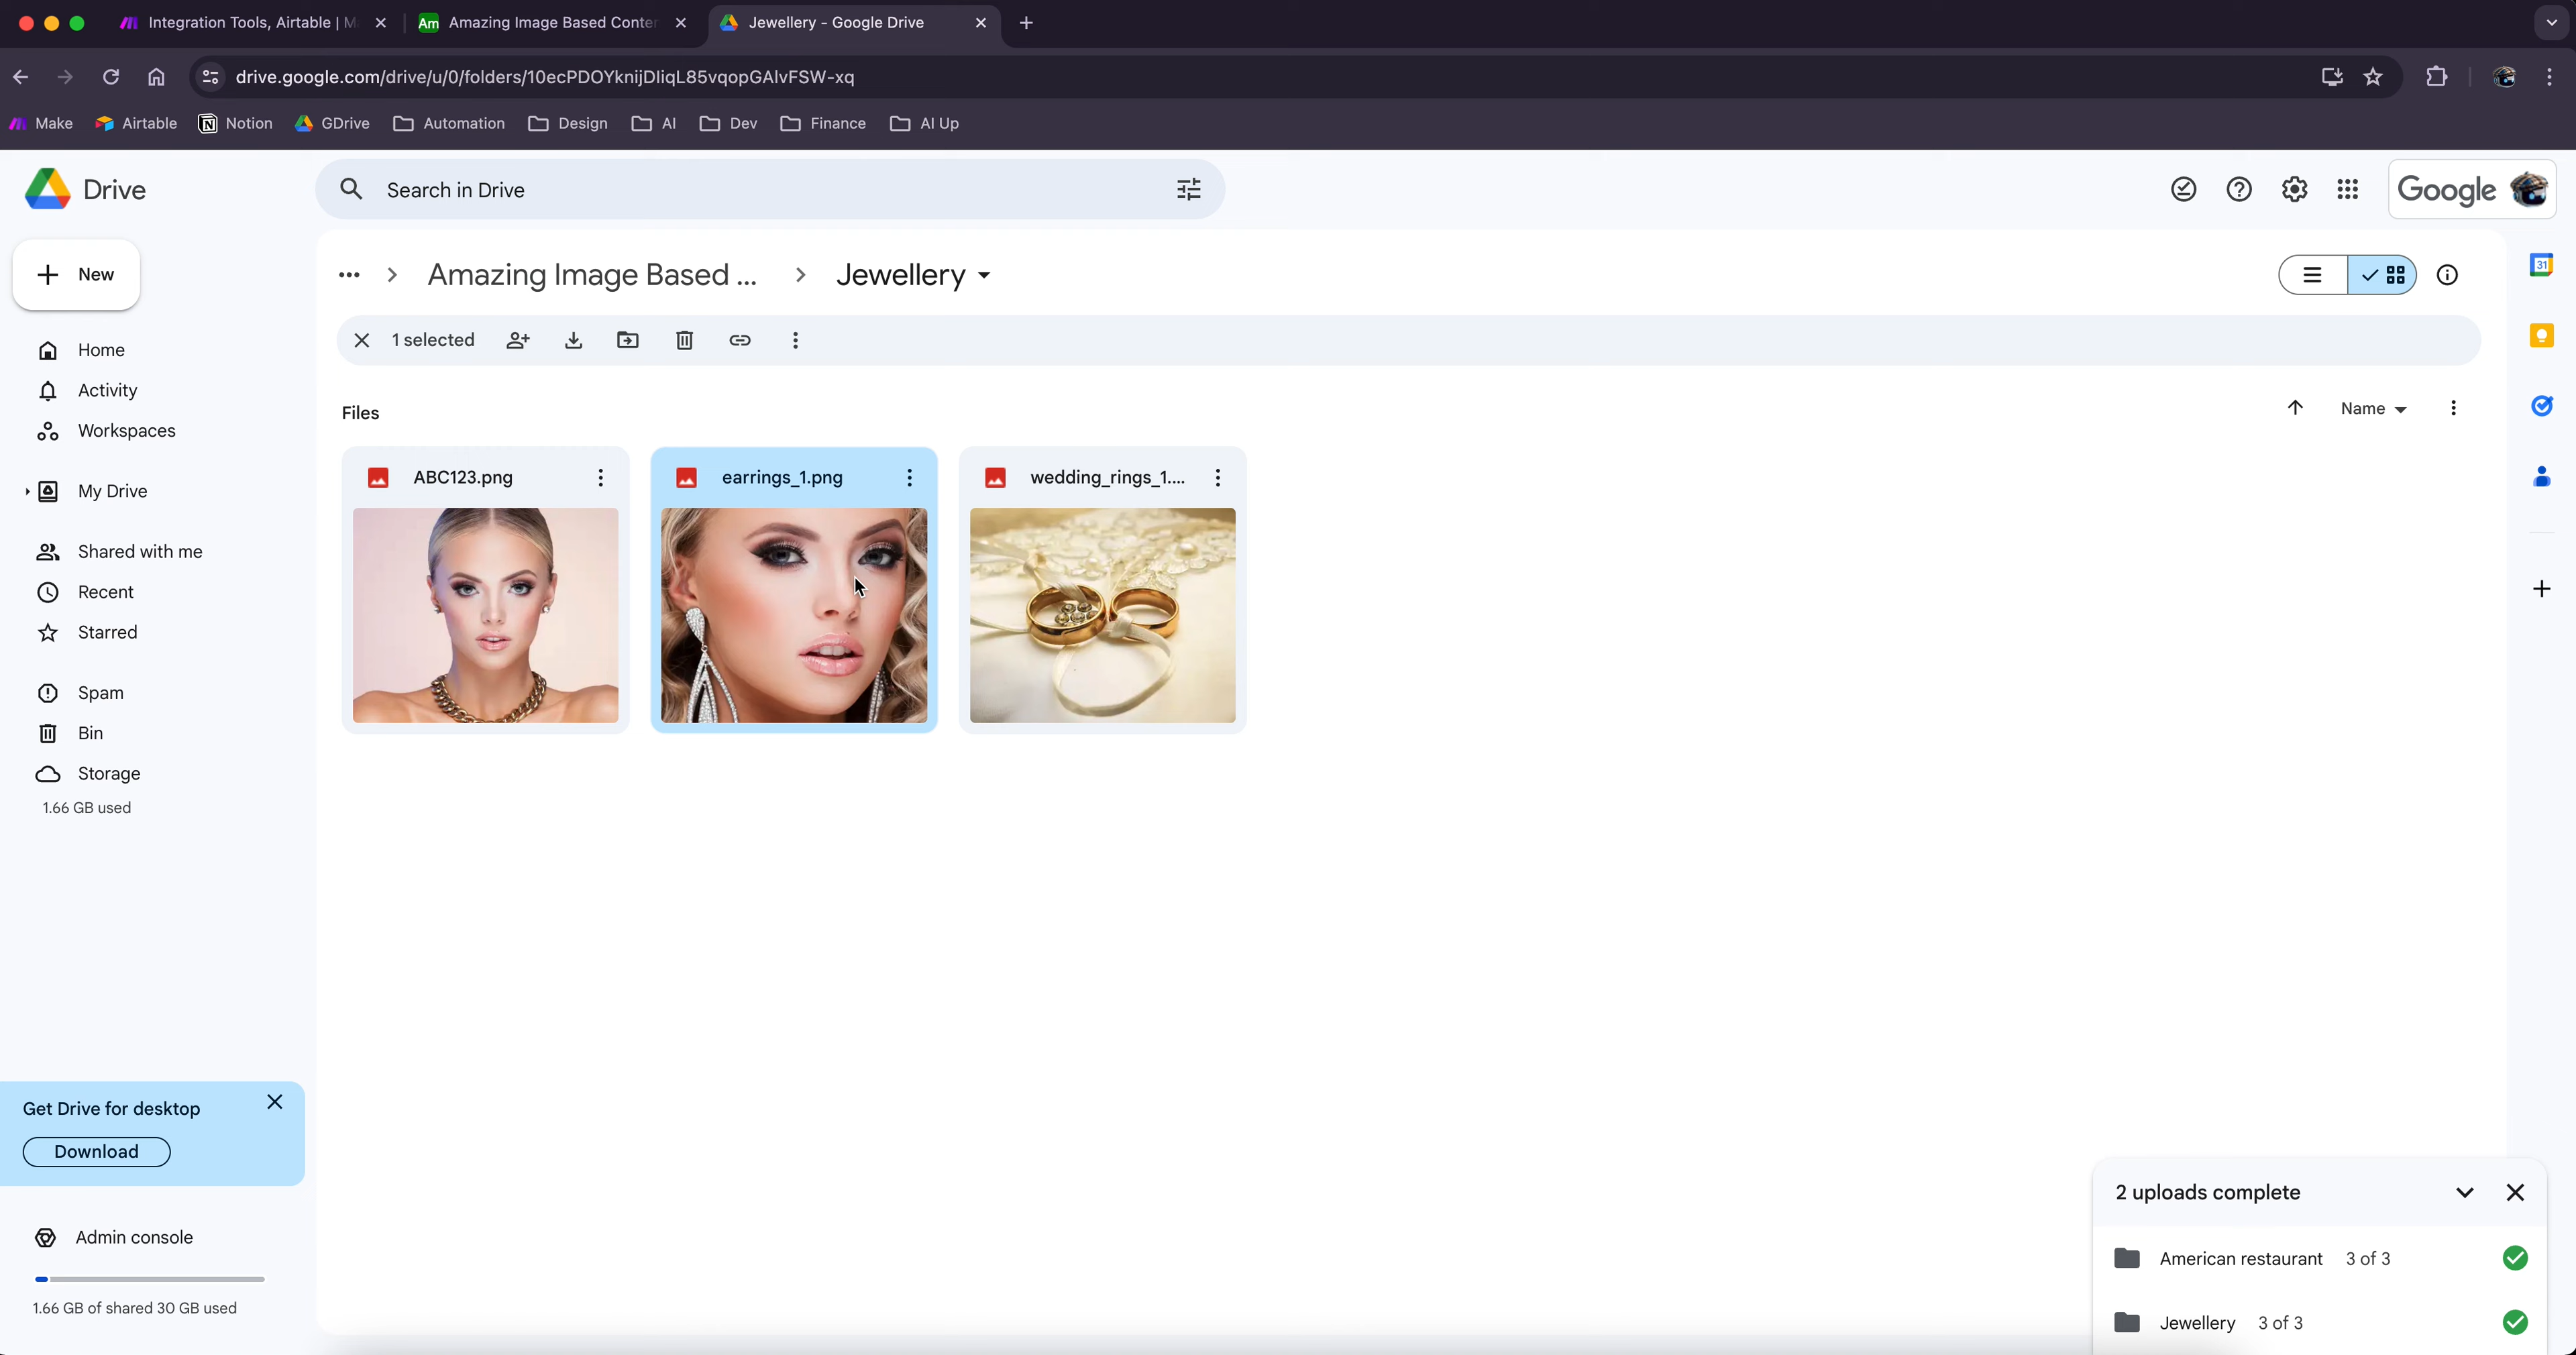 Integration Tools, Airtable | M
Am Amazing Image Based Conter
Jewellery - Google Drive
drive.google.com/drive/u/0/folders/10ecPDOYknijDliqL85vqopGAlvFSW-xq
Make
Airtable
Notion
GDrive
Automation
Design
AI
Dev
Finance
AI Up
Drive
Search in Drive
Google
New
... > Amazing Image Based ... > Jewellery
31
1 selected
Home
Activity
Workspaces
My Drive
Shared with me
Recent
Starred
Spam
Bin
Storage
1.66 GB used
Files
Name
ABC123.png
earrings_1.png
wedding_rings_1....
Get Drive for desktop
Download
Admin console
1.66 GB of shared 30 GB used
2 uploads complete
American restaurant 3 of 3
Jewellery 3 of 3